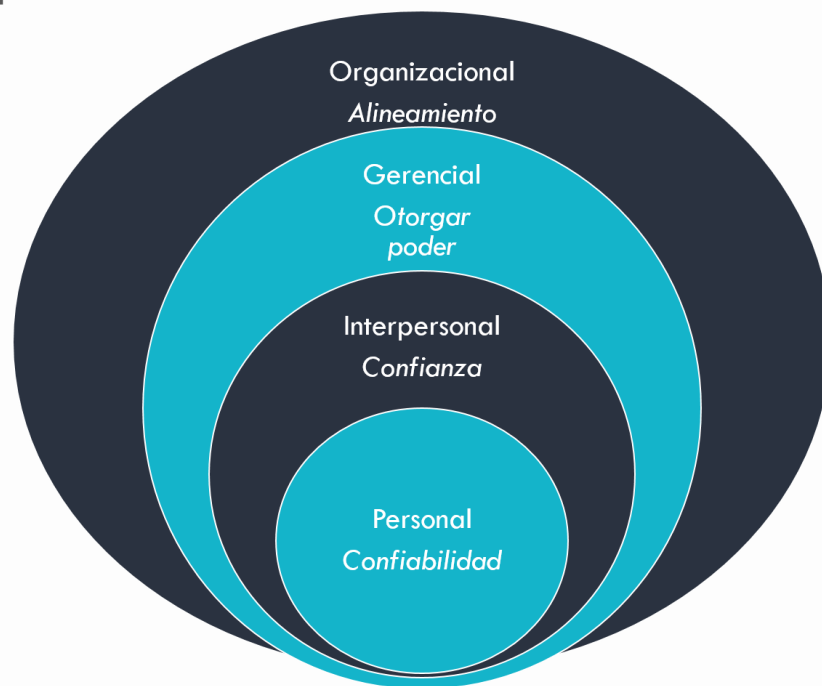 Organizacional
Alineamiento
Gerencial
Otorgar
poder
Interpersonal
Confianza
Personal
Confiabilidad